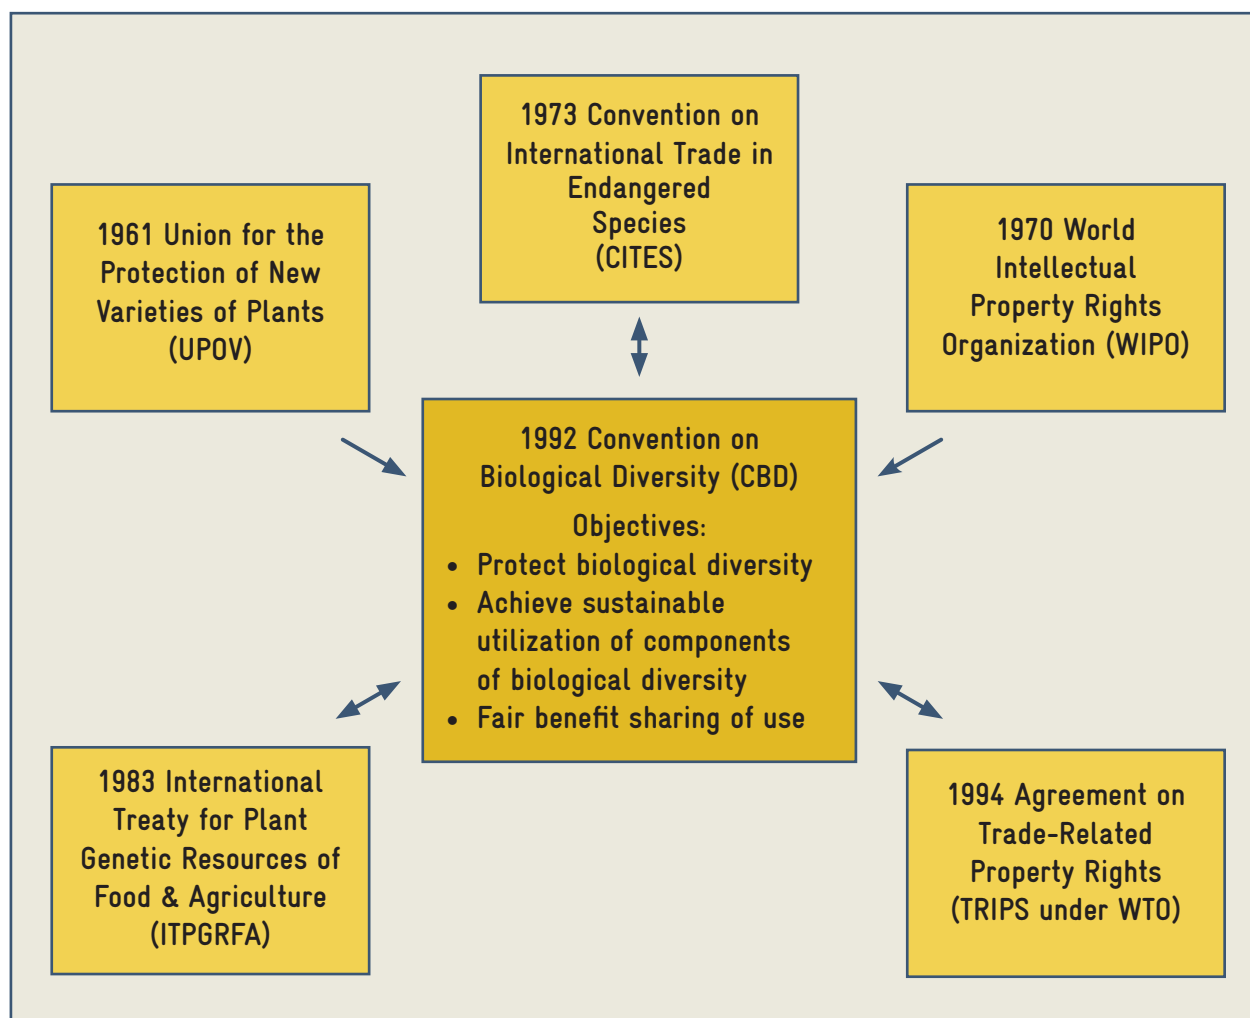 1973 Convention on
International Trade in
Endangered
Species
(CITES)
1961 Union for the
Protection of New
Varieties of Plants
(UPOV)
1970 World
Intellectual
Property Rights
Organization (WIPO)
1992 Convention on
Biological Diversity (CBD)
Objectives:
• Protect biological diversity
• Achieve sustainable
utilization of components
of biological diversity
• Fair benefit sharing of use
1983 International
Treaty for Plant
Genetic Resources of
Food & Agriculture
(ITPGRFA)
1994 Agreement on
Trade-Related
Property Rights
(TRIPS under WTO)